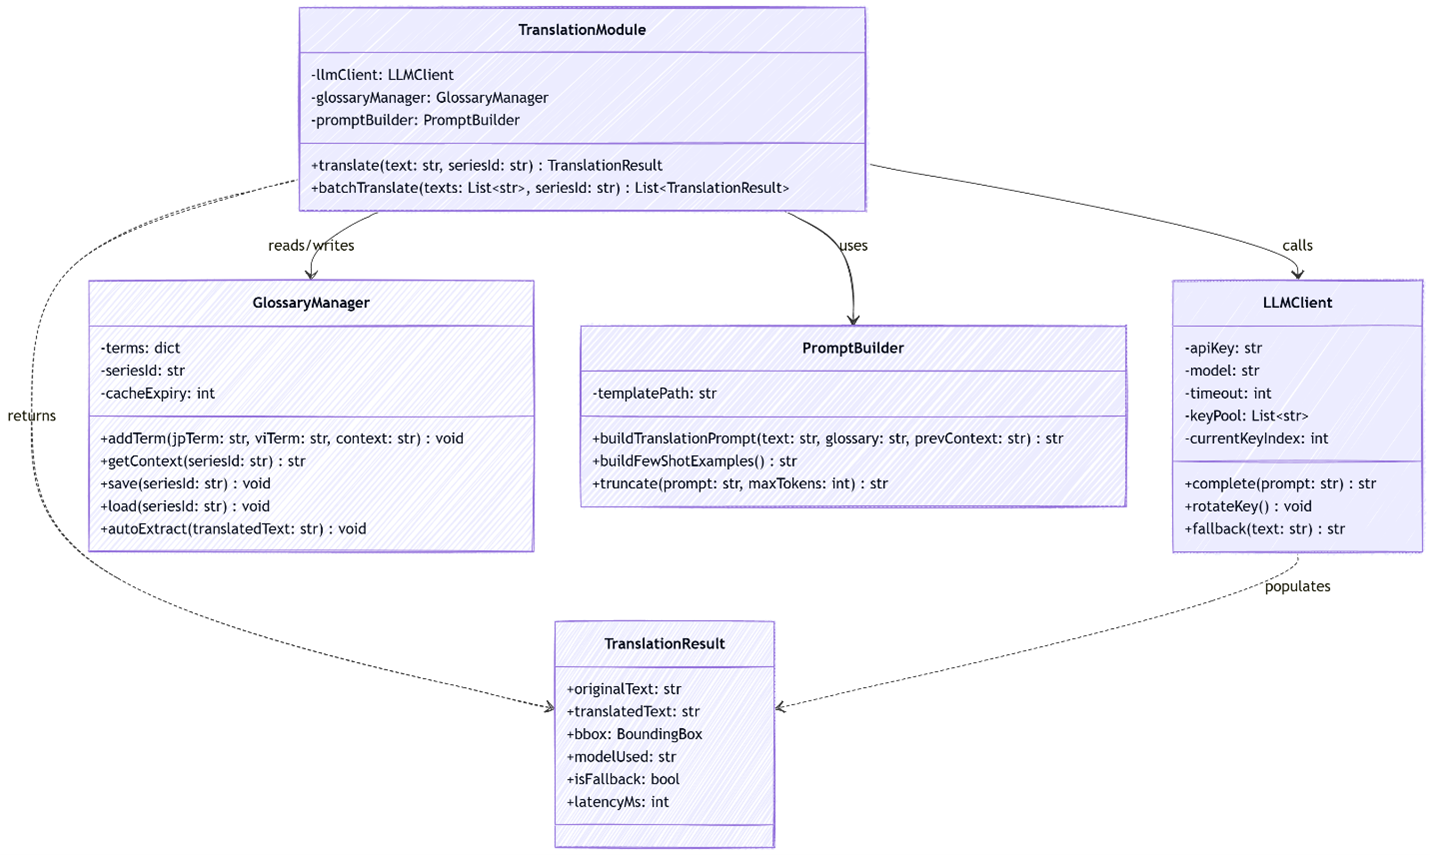 TranslationModule
-llmClient: LLMClient
-glossaryManager: GlossaryManager
-promptBuilder: PromptBuilder
+translate(text: str, seriesId: str) : TranslationResult
+batchTranslate(texts: List<str>, seriesId: str) : List<TranslationResult>
reads/writes
uses
calls
returns
GlossaryManager
-terms: dict
-seriesId: str
-cacheExpiry: int
+addTerm(jpTerm: str, viTerm: str, context: str) : void
+getContext(seriesId: str) : str
+save(seriesId: str) : void
+load(seriesId: str) : void
+autoExtract(translatedText: str) : void
PromptBuilder
-templatePath: str
+buildTranslationPrompt(text: str, glossary: str, prevContext: str) : str
+buildFewShotExamples() : str
+truncate(prompt: str, maxTokens: int) : str
LLMClient
-apiKey: str
-model: str
-timeout: int
-keyPool: List<str>
-currentKeyIndex: int
+complete(prompt: str) : str
+rotateKey() : void
+fallback(text: str) : str
populates
TranslationResult
+originalText: str
+translatedText: str
+bbox: BoundingBox
+modelUsed: str
+isFallback: bool
+latencyMs: int